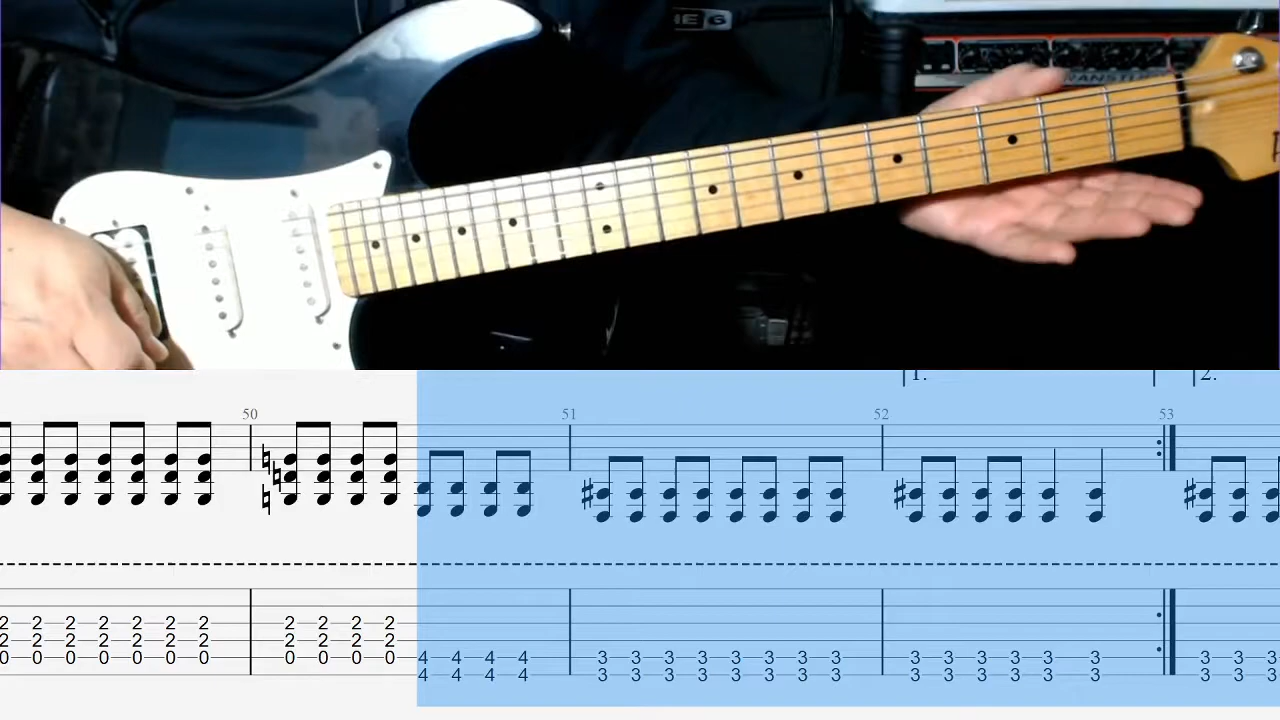 NE 6
1. 2.
50 51 52 53
2 2 2 2 2 2 2 2 2 2 2
2 2 2 2 2 2 2 2 2 2 2
0 0 0 0 0 0 0 0 0 0 0 4 4 4 4 3 3 3 3 3 3 3 3 3 3 3 3 3 3 3 3 3
4 4 4 4 3 3 3 3 3 3 3 3 3 3 3 3 3 3 3 3 3